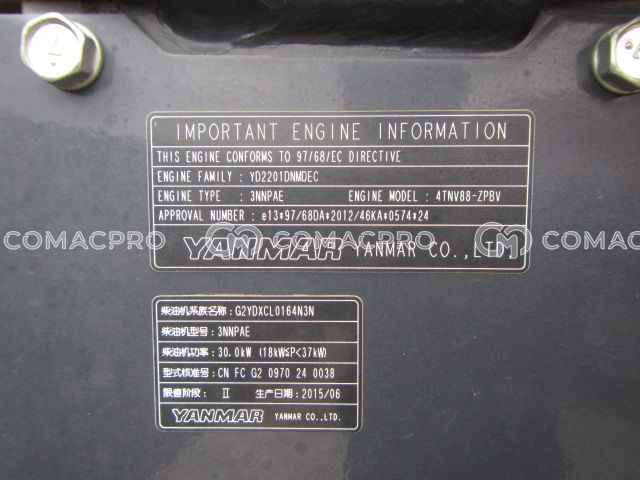 IMPORTANT ENGINE INFORMATION
THIS ENGINE CONFORMS TO 97/68/EC DIRECTIVE
ENGINE FAMILY : YD2201DNMDEC
ENGINE TYPE : 3NNPAE ENGINE MODEL : 4TNV88-ZPBV
APPROVAL NUMBER : e13*97/68DA*2012/46KA*0574*24
COMACPRO COMACPRO COMACPRO
YANMAR YANMAR CO.,LTD.
柴油机系族名称: G2YDXCL0164N3N
柴油机型号: 3NNPAE
柴油机功率: 30.0kW (18kW≤P<37kW)
型式核准号: CN FC G2 0970 24 0038
限值阶段: II 生产日期: 2015/06
YANMAR YANMAR CO.,LTD.